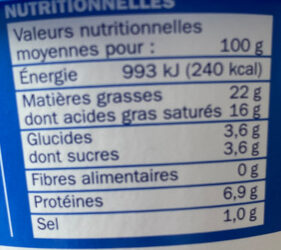 NUTRITIONNELLES
Valeurs nutritionnelles
moyennes pour : 100 g
Énergie 993 kJ (240 kcal)
Matières grasses 22 g
dont acides gras saturés 16 g
Glucides 3,6 g
dont sucres 3,6 g
Fibres alimentaires 0 g
Protéines 6,9 g
Sel 1,0 g